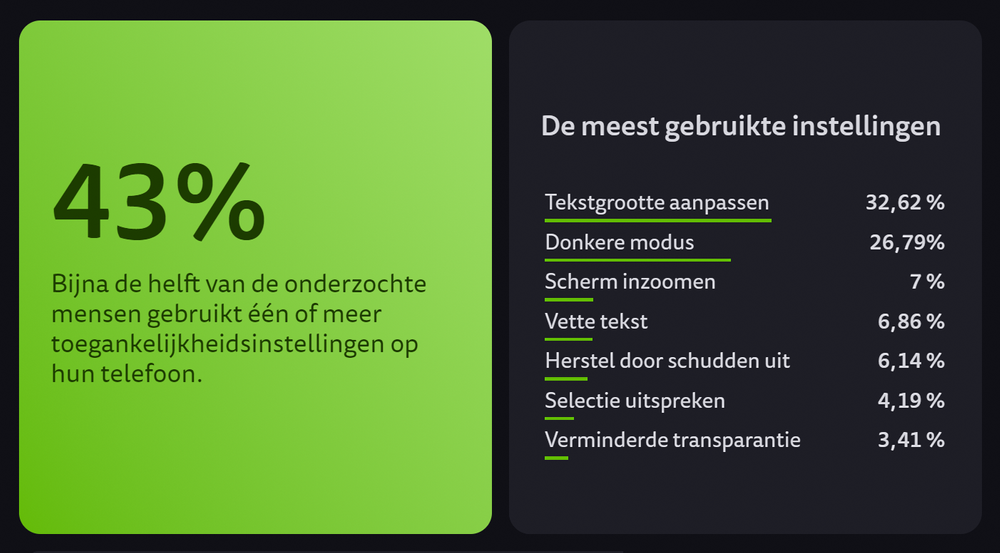 43%
Bijna de helft van de onderzochte
mensen gebruikt één of meer
toegankelijkheidsinstellingen op
hun telefoon.
De meest gebruikte instellingen
Tekstgrootte aanpassen 32,62 %
Donkere modus 26,79%
Scherm inzoomen 7 %
Vette tekst 6,86 %
Herstel door schudden uit 6,14 %
Selectie uitspreken 4,19 %
Verminderde transparantie 3,41 %